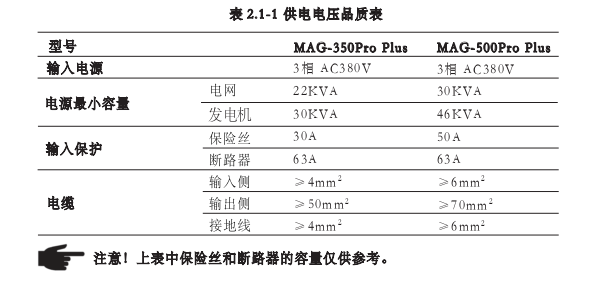 表 2.1-1 供电电压品质表
型号 MAG-350Pro Plus MAG-500Pro Plus
输入电源 3相 AC380V 3相 AC380V
电源最小容量 电网 22KVA 30KVA
发电机 30KVA 46KVA
输入保护 保险丝 30A 50A
断路器 63A 63A
电缆 输入侧 ≥4mm² ≥6mm²
输出侧 ≥50mm² ≥70mm²
接地线 ≥4mm² ≥6mm²
注意！上表中保险丝和断路器的容量仅供参考。